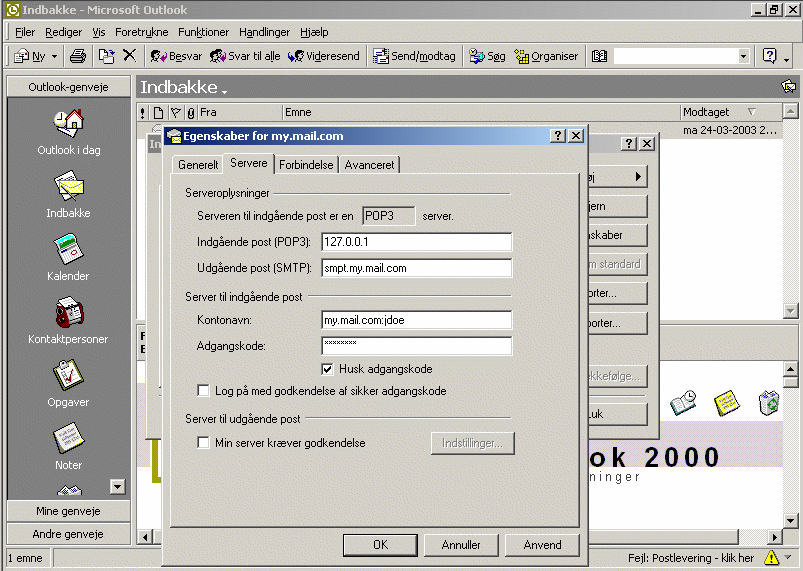 Indbakke - Microsoft Outlook
Filer Rediger Vis Foretrukne Funktioner Handlinger Hjælp
Ny Besvar Svar til alle Videresend Send/modtag Søg Organiser
Outlook-genveje
Indbakke
Fra Emne Modtaget
ma 24-03-2003 2...
Outlook i dag
Indbakke
Kalender
Kontaktpersoner
Opgaver
Noter
Mine genveje
Andre genveje
Egenskaber for my.mail.com
Generelt Servere Forbindelse Avanceret
Serveroplysninger
Serveren til indgående post er en POP3 server.
Indgående post (POP3): 127.0.0.1
Udgående post (SMTP): smpt.my.mail.com
Server til indgående post
Kontonavn: my.mail.com:jdoe
Adgangskode: ********
Husk adgangskode
Log på med godkendelse af sikker adgangskode
Server til udgående post
Min server kræver godkendelse
Indstillinger...
OK Annuller Anvend
øj
jern
skaber
m standard
orter...
porter...
ekkefølge...
uk
ok 2000
ninger
1 emne
Fejl: Postlevering - klik her